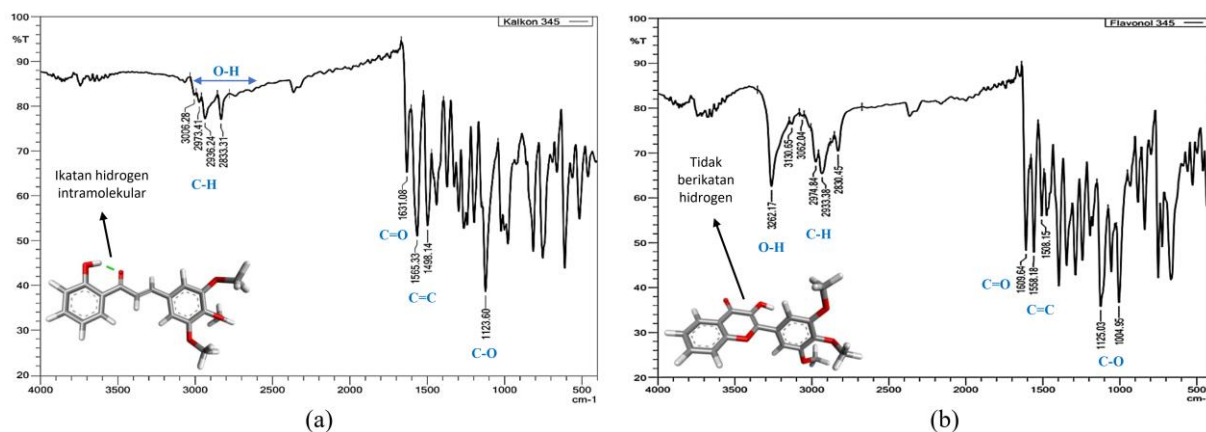 100
%T
90
80
70
60
50
40
30
20
Kalkon 345
O-H
3006.28
2973.41
2936.24
2833.31
C-H
Ikatan hidrogen
intramolekular
C=O
1631.08
1565.33
1498.14
C=C
1123.60
C-O
4000
3000
2000
1500
1000
500
cm-1
(a)
100
%T
90
80
70
60
50
40
30
20
Flavonol 345
Tidak
berikatan
hidrogen
3262.17
O-H
3130.65
3062.04
2974.84
2933.38
2830.45
C-H
C=O
1609.64
1558.18
1508.15
C=C
1125.03
1004.95
C-O
4000
3000
2000
1500
1000
500
cm-1
(b)